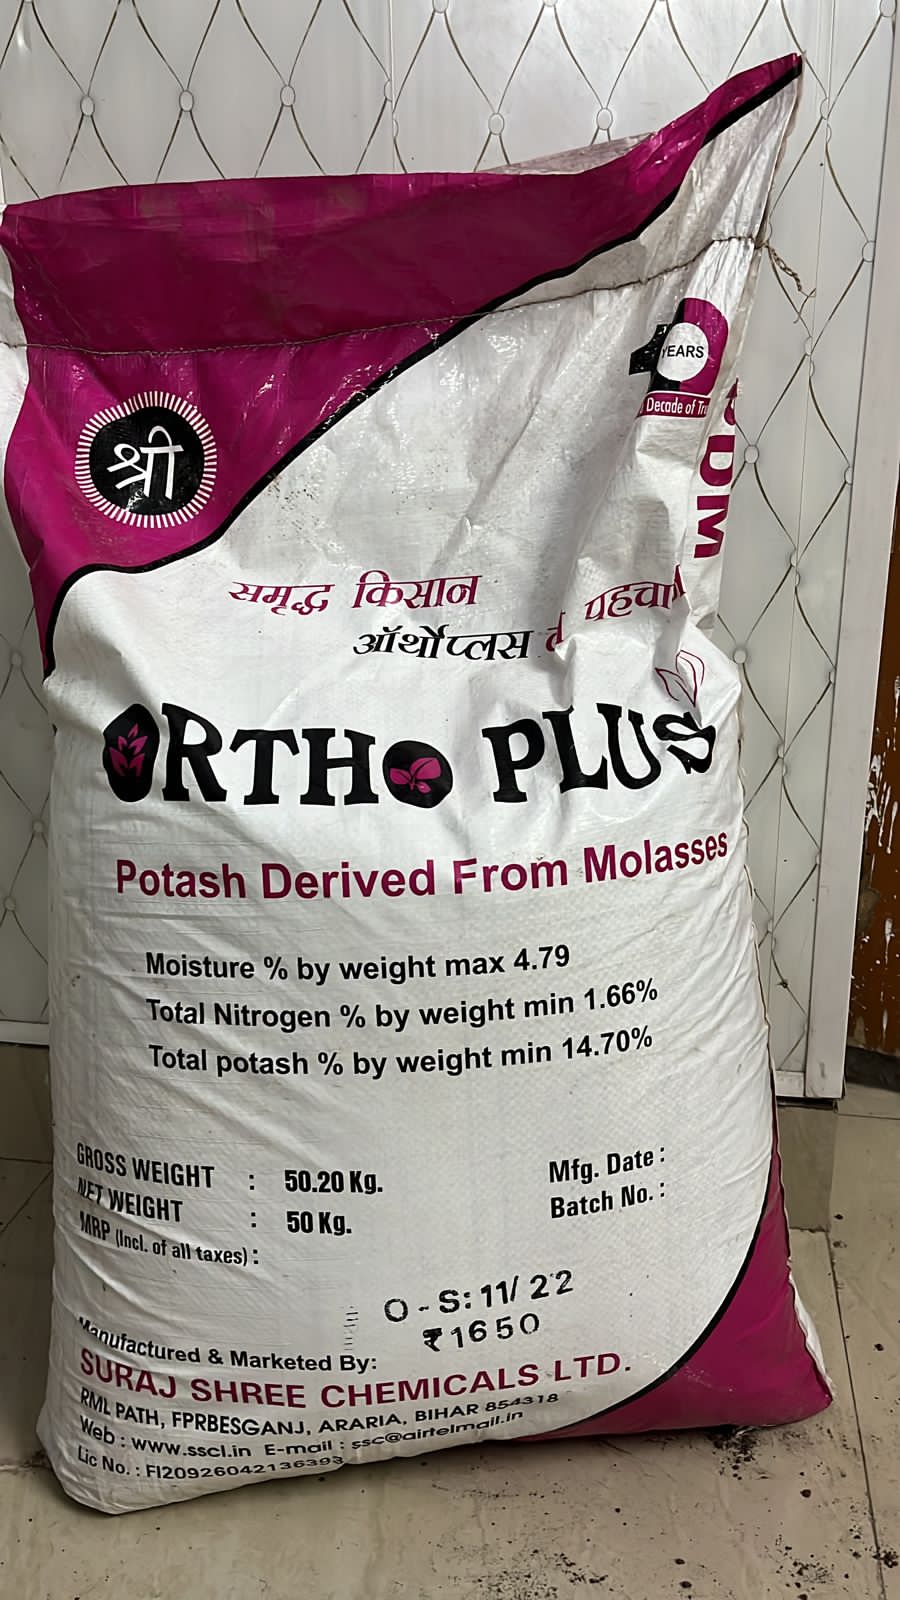 YEARS
Decade of
श्री
PDM
समृद्ध किसान
ऑर्थोप्लस
ORTHO PLUS
Potash Derived From Molasses
Moisture % by weight max 4.79
Total Nitrogen % by weight min 1.66%
Total potash % by weight min 14.70%
GROSS WEIGHT : 50.20 Kg.
NET WEIGHT : 50 Kg.
MRP (Incl. of all taxes) :
Mfg. Date :
Batch No. :
O - S: 11/ 22
₹1650
Manufactured & Marketed By:
SURAJ SHREE CHEMICALS LTD.
RML PATH, FPRBESGANJ, ARARIA, BIHAR 854318
Web : www.sscl.in E-mail : ssc@airtelmail.in
Lic No. : FI20926042136393